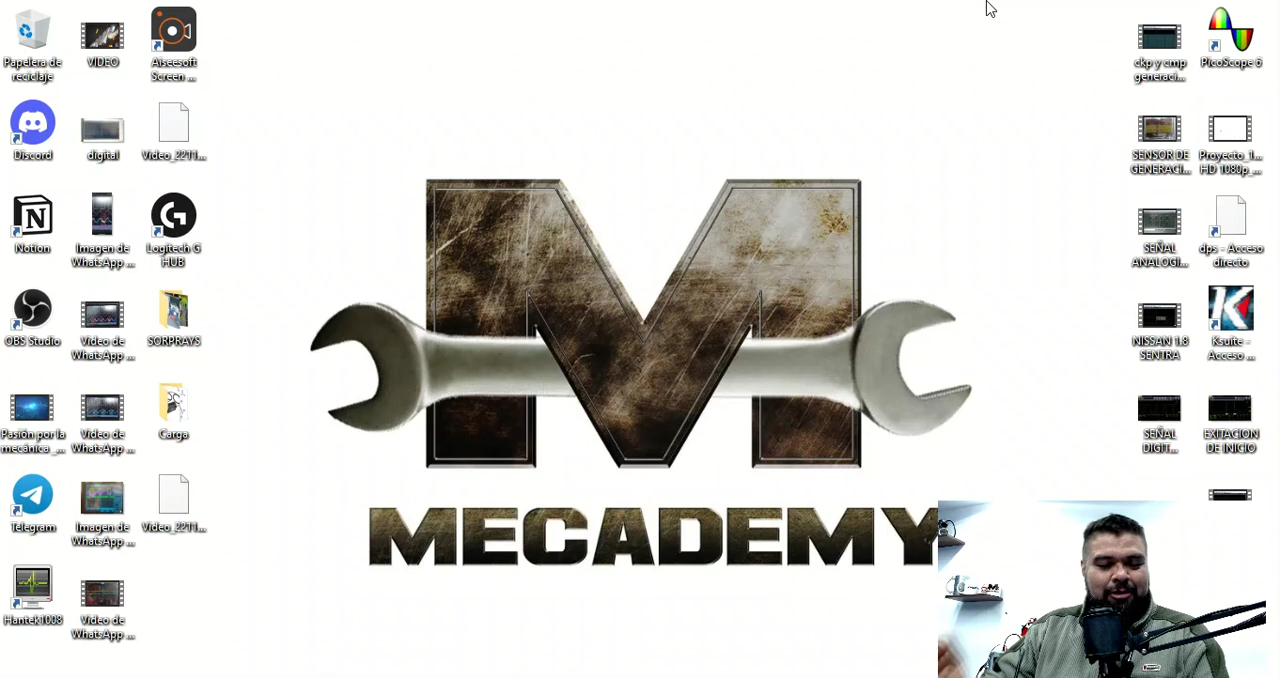 Papelera de
reciclaje
VIDEO
Aiseesoft
Screen ...
Discord
digital
Video_2211...
Notion
Imagen de
WhatsApp ...
Logitech G
HUB
OBS Studio
Video de
WhatsApp ...
SORPRAYS
Pasión por la
mecánica_...
Video de
WhatsApp ...
Carga
Telegram
Imagen de
WhatsApp ...
Video_2211...
Hantek1008
Video de
WhatsApp ...
MECADEMY
ckp y cmp
generaci...
PicoScope 6
SENSOR DE
GENERACI...
Proyecto_1...
HD 1080p_...
SEÑAL
ANALOGI...
dps - Acceso
directo
NISSAN 1.8
SENTRA
Ksuite -
Acceso ...
SEÑAL
DIGIT...
EXITACION
DE INICIO